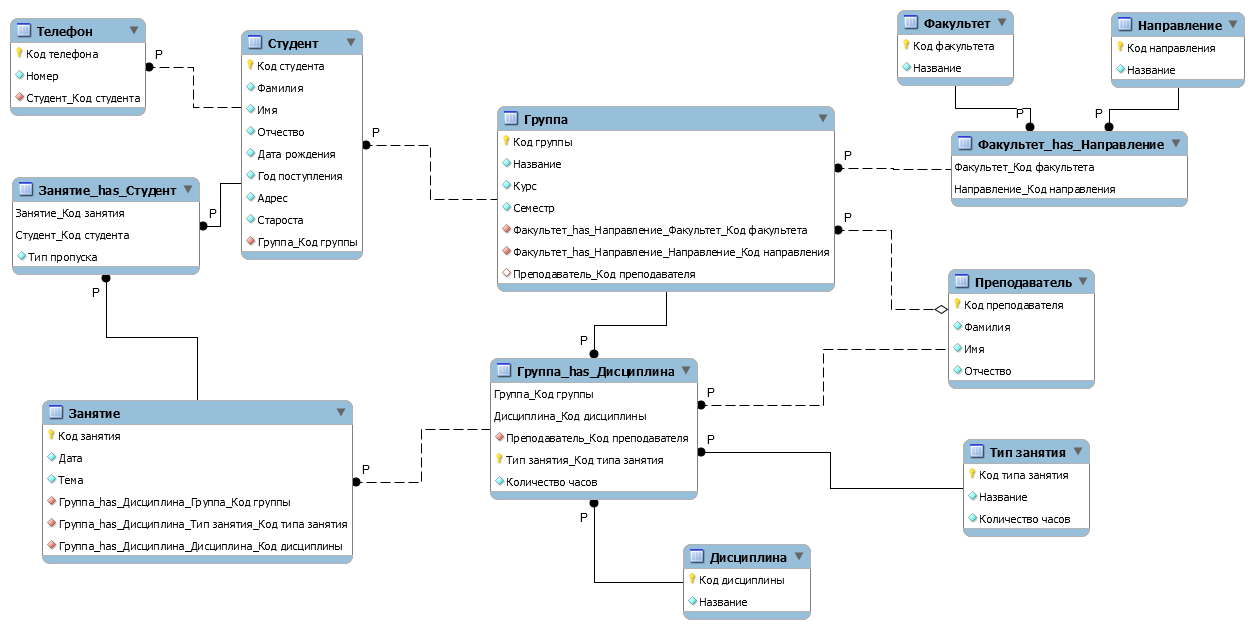 Телефон
Код телефона
Номер
Студент_Код студента
P
Студент
Код студента
Фамилия
Имя
Отчество
Дата рождения
Год поступления
Адрес
Староста
Группа_Код группы
P
Факультет
Код факультета
Название
Направление
Код направления
Название
P
P
Группа
Код группы
Название
Курс
Семестр
Факультет_has_Направление_Факультет_Код факультета
Факультет_has_Направление_Направление_Код направления
Преподаватель_Код преподавателя
P
P
Факультет_has_Направление
Факультет_Код факультета
Направление_Код направления
Занятие_has_Студент
Занятие_Код занятия
Студент_Код студента
Тип пропуска
P
P
Преподаватель
Код преподавателя
Фамилия
Имя
Отчество
P
Группа_has_Дисциплина
Группа_Код группы
Дисциплина_Код дисциплины
Преподаватель_Код преподавателя
Тип занятия_Код типа занятия
Количество часов
P
P
P
Занятие
Код занятия
Дата
Тема
Группа_has_Дисциплина_Группа_Код группы
Группа_has_Дисциплина_Тип занятия_Код типа занятия
Группа_has_Дисциплина_Дисциплина_Код дисциплины
P
Тип занятия
Код типа занятия
Название
Количество часов
Дисциплина
Код дисциплины
Название